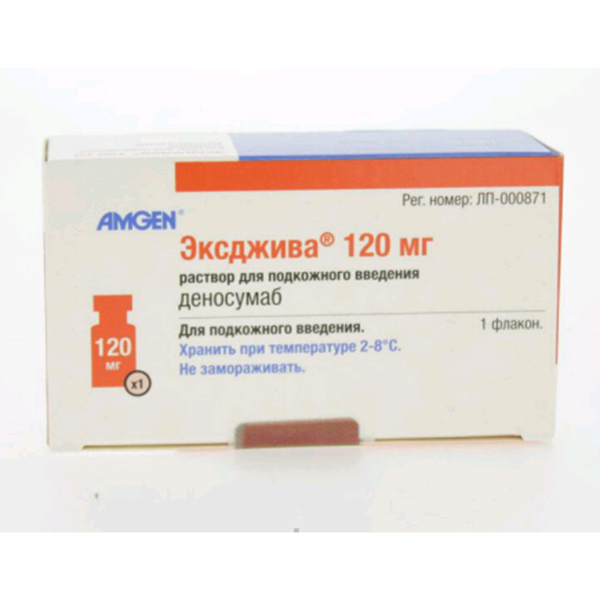 Рег. номер: ЛП-000871
AMGEN®
Эксджива® 120 мг
раствор для подкожного введения
деносумаб
Для подкожного введения.
1 флакон.
Хранить при температуре 2-8°C.
Не замораживать.
120
мг
x1